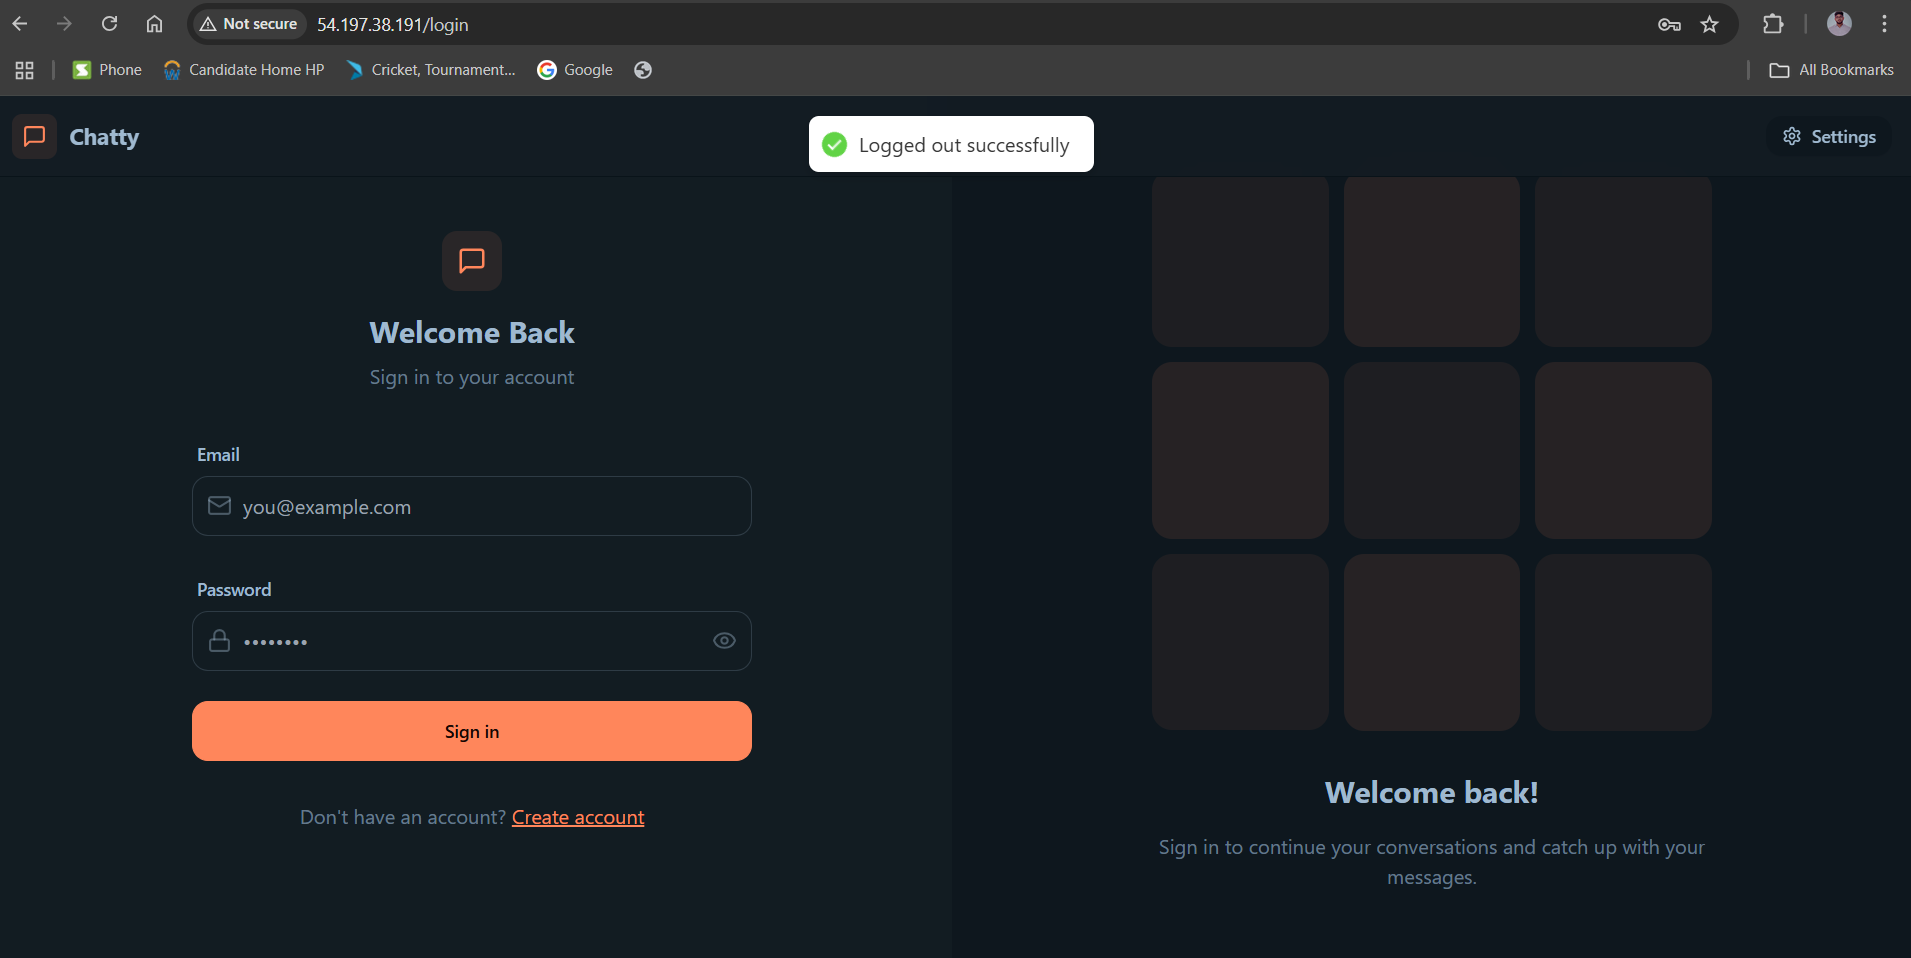 Not secure 54.197.38.191/login
Phone Candidate Home HP Cricket, Tournament... Google All Bookmarks
Chatty
Logged out successfully
Settings
Welcome Back
Sign in to your account
Email
you@example.com
Password
••••••••
Sign in
Don't have an account? Create account
Welcome back!
Sign in to continue your conversations and catch up with your
messages.